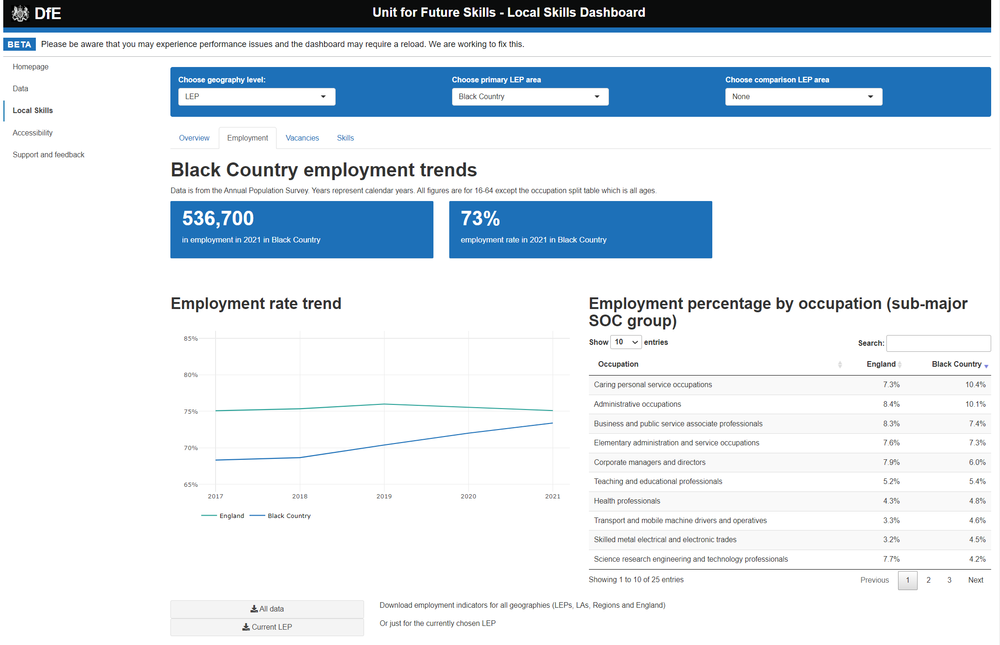 DfE
Unit for Future Skills - Local Skills Dashboard
BETA Please be aware that you may experience performance issues and the dashboard may require a reload. We are working to fix this.
Homepage
Data
Local Skills
Accessibility
Support and feedback
Choose geography level: Choose primary LEP area Choose comparison LEP area
LEP Black Country None
Overview Employment Vacancies Skills
Black Country employment trends
Data is from the Annual Population Survey. Years represent calendar years. All figures are for 16-64 except the occupation split table which is all ages.
536,700
in employment in 2021 in Black Country
73%
employment rate in 2021 in Black Country
Employment rate trend
85%
80%
75%
70%
65%
2017 2018 2019 2020 2021
England Black Country
Employment percentage by occupation (sub-major
SOC group)
Show 10 entries Search:
Occupation England Black Country
Caring personal service occupations 7.3% 10.4%
Administrative occupations 8.4% 10.1%
Business and public service associate professionals 8.3% 7.4%
Elementary administration and service occupations 7.6% 7.3%
Corporate managers and directors 7.9% 6.0%
Teaching and educational professionals 5.2% 5.4%
Health professionals 4.3% 4.8%
Transport and mobile machine drivers and operatives 3.3% 4.6%
Skilled metal electrical and electronic trades 3.2% 4.5%
Science research engineering and technology professionals 7.7% 4.2%
Showing 1 to 10 of 25 entries Previous 1 2 3 Next
All data Download employment indicators for all geographies (LEPs, LAs, Regions and England)
Current LEP Or just for the currently chosen LEP